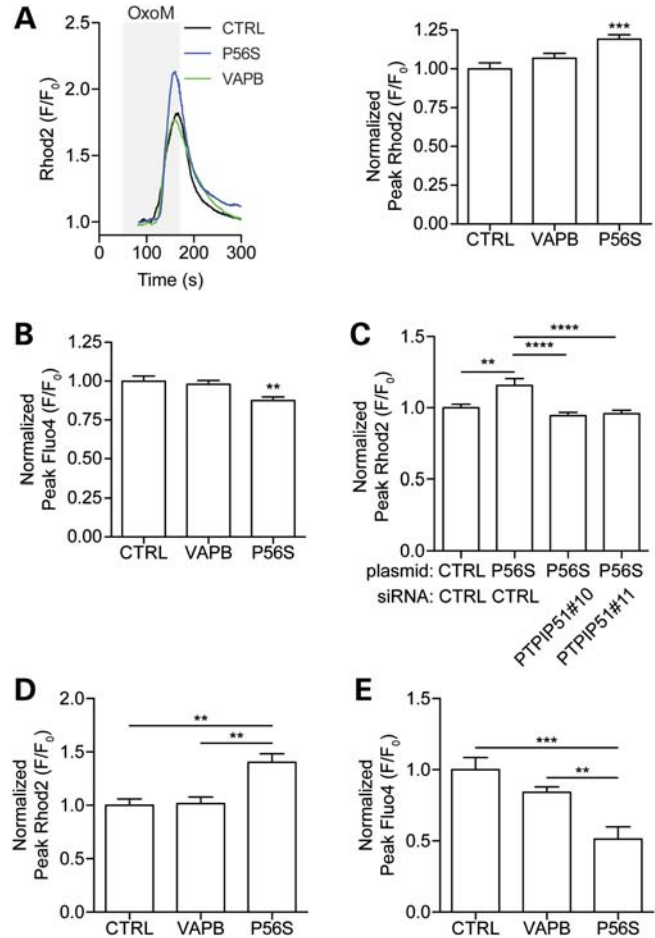 A
OxoM
CTRL
P56S
VAPB
Rhod2 (F/F0)
2.5
2.0
1.5
1.0
0
100
200
300
Time (s)
Normalized
Peak Rhod2 (F/F0)
1.25
1.00
0.75
0.50
0.25
0.00
***
CTRL
VAPB
P56S
B
Normalized
Peak Fluo4 (F/F0)
1.25
1.00
0.75
0.50
0.25
0.00
**
CTRL
VAPB
P56S
C
Normalized
Peak Rhod2 (F/F0)
1.5
1.0
0.5
0.0
****
****
**
plasmid: CTRL P56S P56S P56S
siRNA: CTRL CTRL
PTPIP51#10
PTPIP51#11
D
Normalized
Peak Rhod2 (F/F0)
2.0
1.5
1.0
0.5
0.0
**
**
CTRL
VAPB
P56S
E
Normalized
Peak Fluo4 (F/F0)
1.5
1.0
0.5
0.0
***
**
CTRL
VAPB
P56S